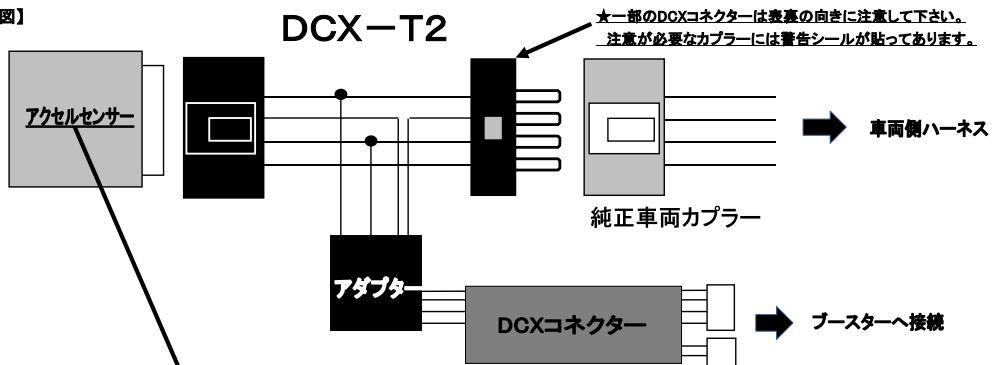 図】
DCX－T2
★一部のDCXコネクターは表裏の向きに注意して下さい。
注意が必要なカプラーには警告シールが貼ってあります。
アクセルセンサー
車両側ハーネス
純正車両カプラー
アダプター
DCXコネクター
ブースターへ接続